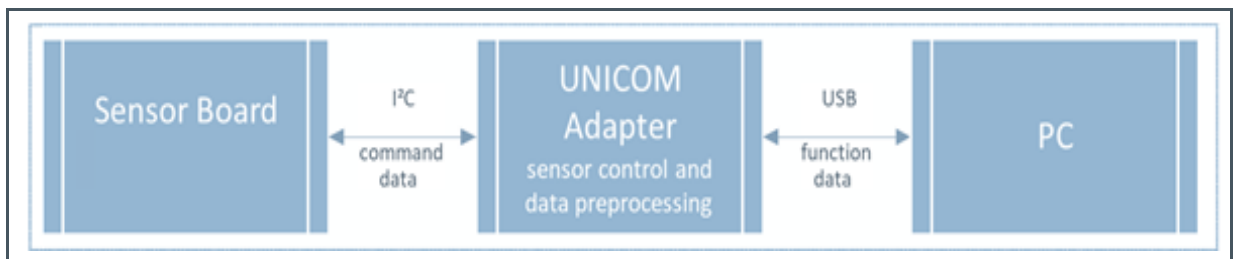 Sensor Board
I²C
command
data
UNICOM
Adapter
sensor control and
data preprocessing
USB
function
data
PC